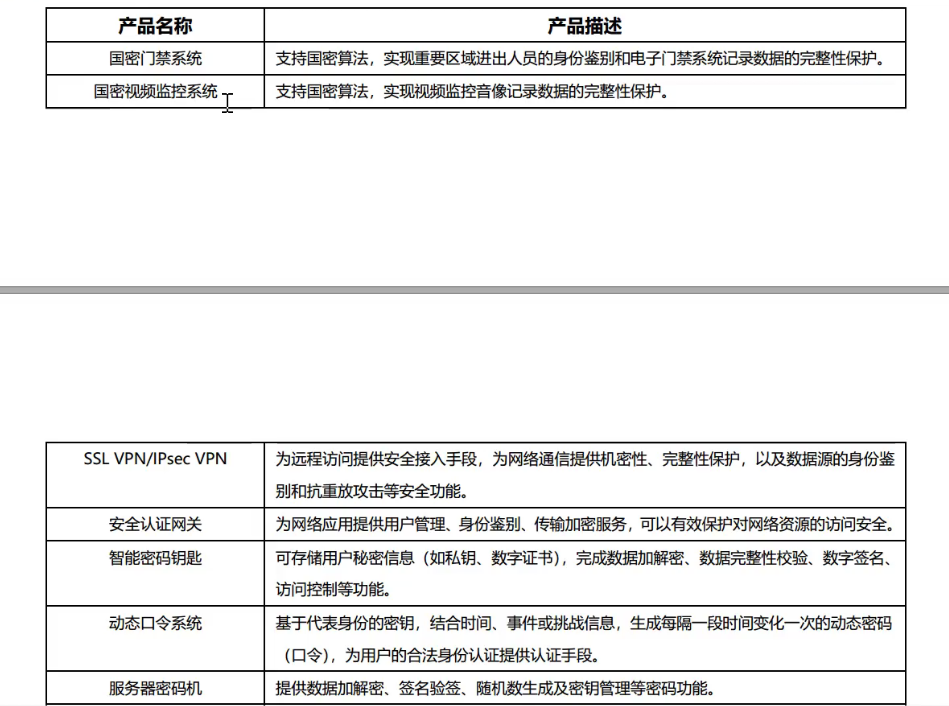 产品名称 产品描述
国密门禁系统 支持国密算法，实现重要区域进出人员的身份鉴别和电子门禁系统记录数据的完整性保护。
国密视频监控系统 支持国密算法，实现视频监控音像记录数据的完整性保护。
SSL VPN/IPsec VPN 为远程访问提供安全接入手段，为网络通信提供机密性、完整性保护，以及数据源的身份鉴
别和抗重放攻击等安全功能。
安全认证网关 为网络应用提供用户管理、身份鉴别、传输加密服务，可以有效保护对网络资源的访问安全。
智能密码钥匙 可存储用户秘密信息（如私钥、数字证书），完成数据加解密、数据完整性校验、数字签名、
访问控制等功能。
动态口令系统 基于代表身份的密钥，结合时间、事件或挑战信息，生成每隔一段时间变化一次的动态密码
（口令），为用户的合法身份认证提供认证手段。
服务器密码机 提供数据加解密、签名验签、随机数生成及密钥管理等密码功能。